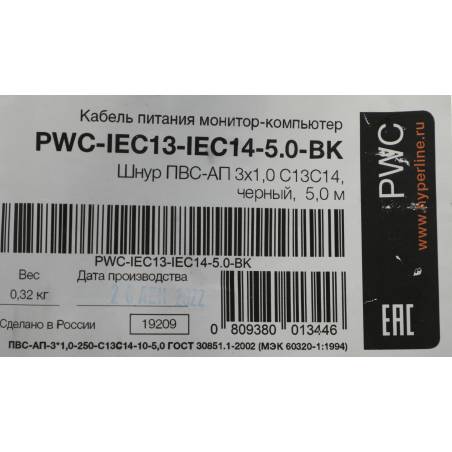 Кабель питания монитор-компьютер
PWC-IEC13-IEC14-5.0-BK
Шнур ПВС-АП 3x1,0 C13C14,
черный, 5,0 м
PWC-IEC13-IEC14-5.0-BK
Вес
0,32 кг
Дата производства
2022
Сделано в России
19209
0 809380 013446
ПВС-АП-3*1,0-250-С13С14-10-5,0 ГОСТ 30851.1-2002 (МЭК 60320-1:1994)
PWC
www.hyperline.ru
EAC